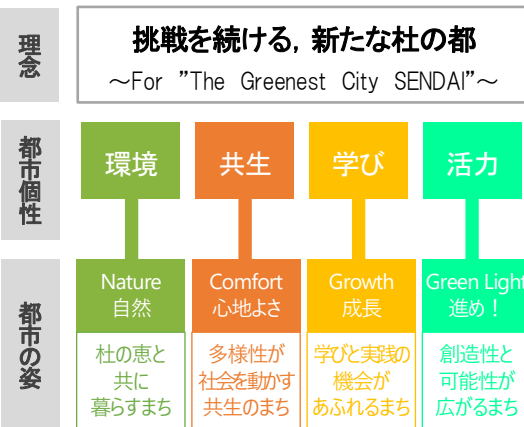 理念
挑戦を続ける，新たな杜の都
～For ”The Greenest City SENDAI”～
都市個性
環境
共生
学び
活力
都市の姿
Nature
自然
杜の恵と
共に
暮らすまち
Comfort
心地よさ
多様性が
社会を動かす
共生のまち
Growth
成長
学びと実践の
機会が
あふれるまち
Green Light
進め！
創造性と
可能性が
広がるまち